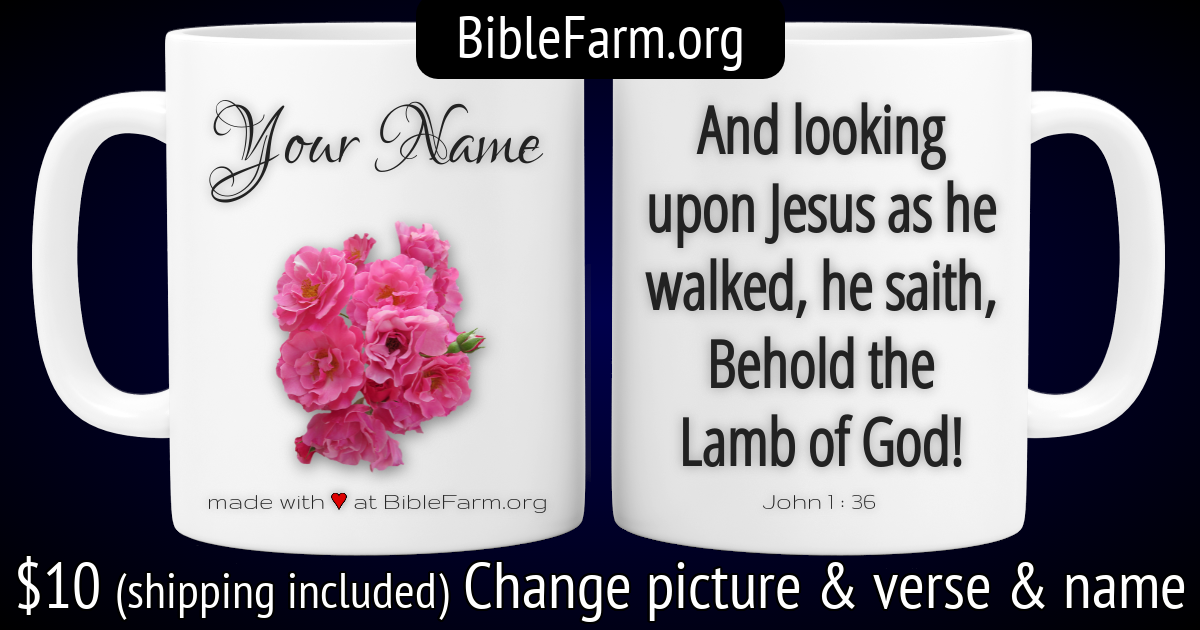 BibleFarm.org
Your Name
made with ♥ at BibleFarm.org
And looking
upon Jesus as he
walked, he saith,
Behold the
Lamb of God!
John 1 : 36
$10 (shipping included) Change picture & verse & name